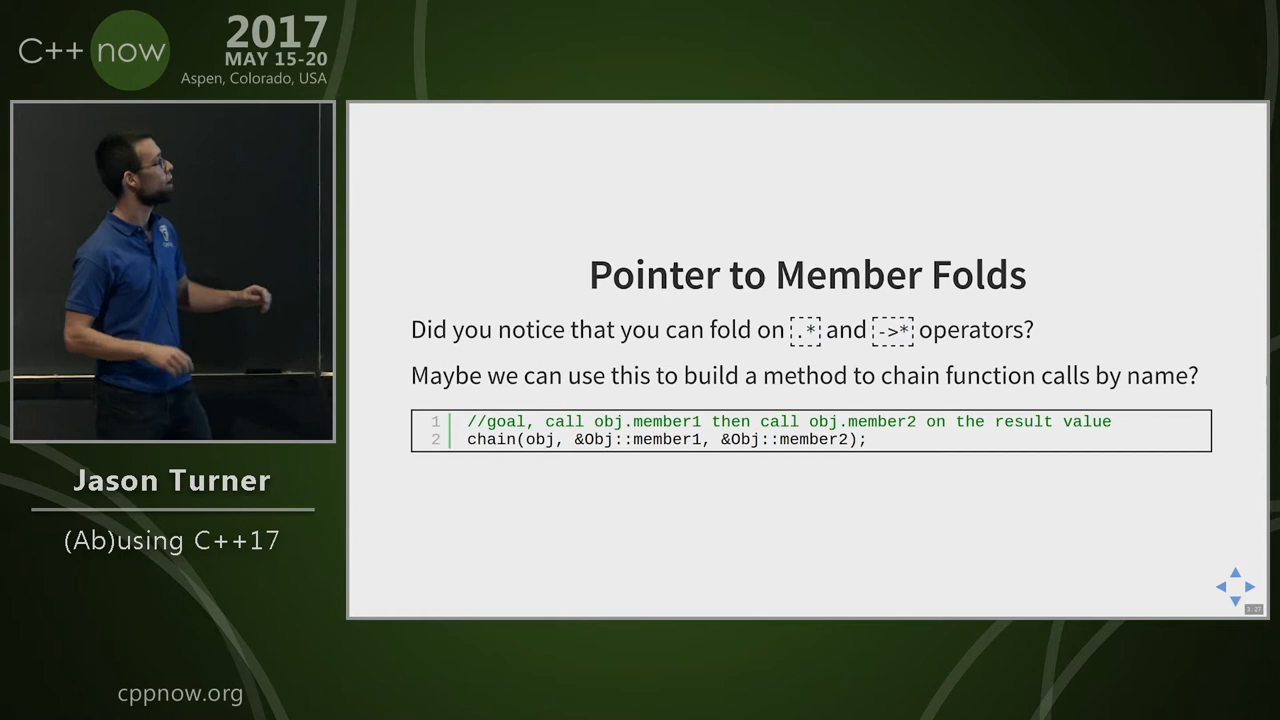 C++ now
2017
MAY 15-20
Aspen, Colorado, USA
Pointer to Member Folds
Did you notice that you can fold on .* and ->* operators?
Maybe we can use this to build a method to chain function calls by name?
1 //goal, call obj.member1 then call obj.member2 on the result value
2 chain(obj, &Obj::member1, &Obj::member2);
3.27
Jason Turner
(Ab)using C++17
cppnow.org